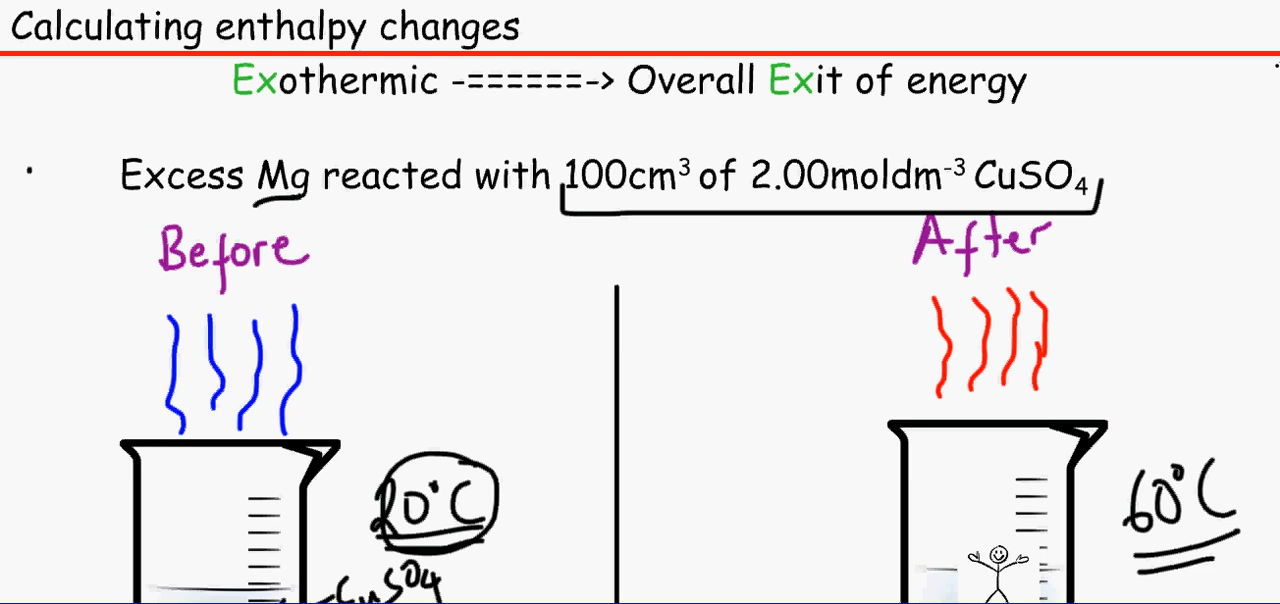 Calculating enthalpy changes
Exothermic -======-> Overall Exit of energy
Excess Mg reacted with 100cm³ of 2.00moldm⁻³ CuSO₄
Before
After
20°C
60°C
CuSO4